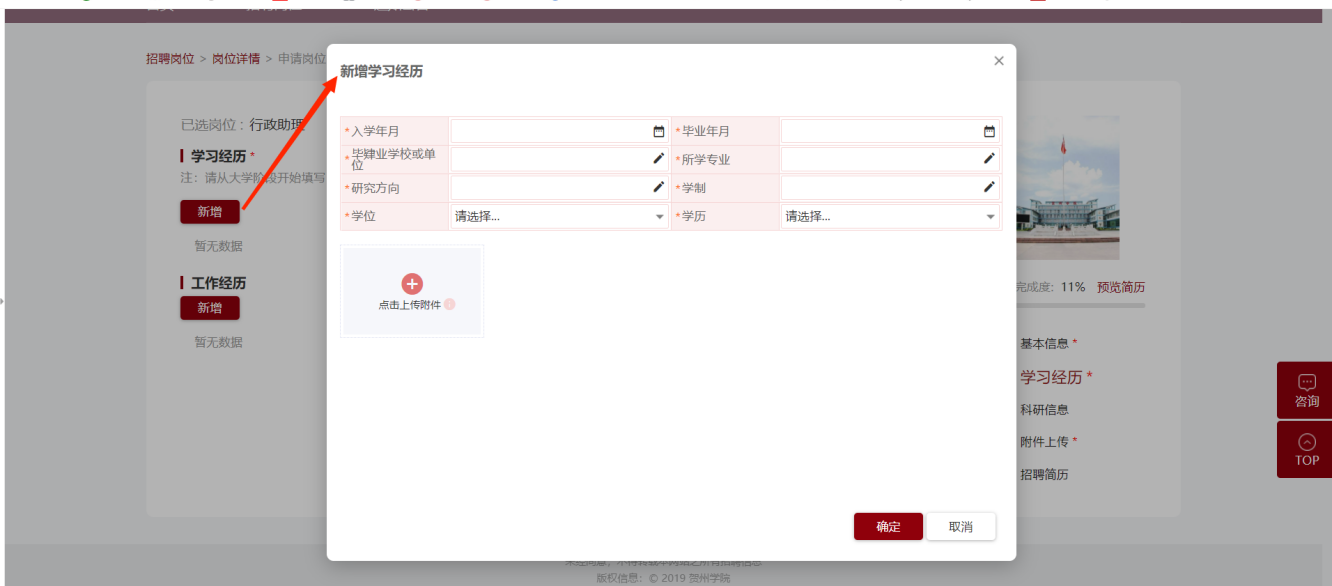 招聘岗位 > 岗位详情 > 申请岗位
新增学习经历
已选岗位：行政助理
学习经历 *
注：请从大学阶段开始填写
新增
暂无数据
工作经历
新增
暂无数据
*入学年月
*毕业年月
*毕肄业学校或单位
*所学专业
*研究方向
*学制
*学位 请选择...
*学历 请选择...
点击上传附件
完成度: 11% 预览简历
基本信息 *
学习经历 *
科研信息
附件上传 *
招聘简历
咨询
TOP
确定
取消
版权信息: © 2019 贺州学院